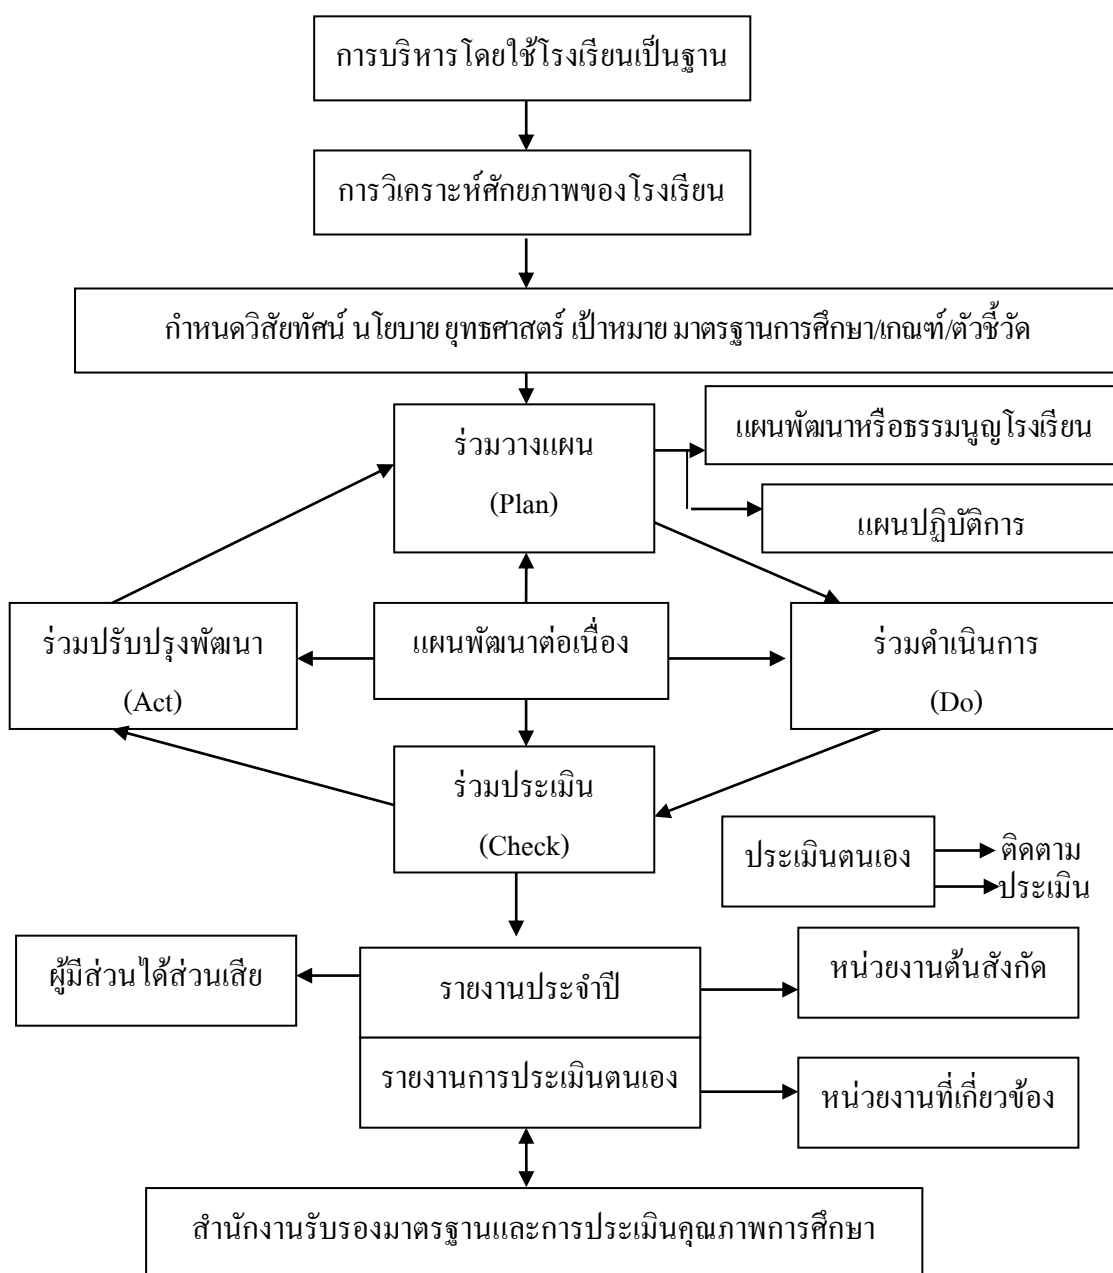 การบริหารโดยใช้โรงเรียนเป็นฐาน
การวิเคราะห์ศักยภาพของโรงเรียน
กำหนดวิสัยทัศน์ นโยบาย ยุทธศาสตร์ เป้าหมาย มาตรฐานการศึกษา/เกณฑ์/ตัวชี้วัด
ร่วมวางแผน
(Plan)
แผนพัฒนาหรือธรรมนูญโรงเรียน
แผนปฏิบัติการ
ร่วมปรับปรุงพัฒนา
(Act)
แผนพัฒนาต่อเนื่อง
ร่วมดำเนินการ
(Do)
ร่วมประเมิน
(Check)
ประเมินตนเอง
ติดตาม
ประเมิน
ผู้มีส่วนได้ส่วนเสีย
รายงานประจำปี
หน่วยงานต้นสังกัด
รายงานการประเมินตนเอง
หน่วยงานที่เกี่ยวข้อง
สำนักงานรับรองมาตรฐานและการประเมินคุณภาพการศึกษา